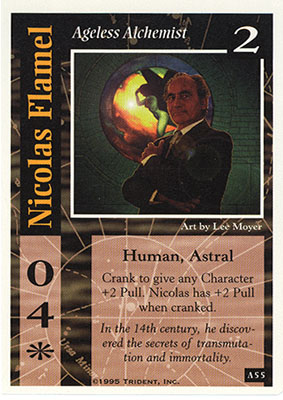 Nicolas Flamel
Ageless Alchemist
2
Art by Lee Moyer
0
4
*
Human, Astral
Crank to give any Character
+2 Pull. Nicolas has +2 Pull
when cranked.
In the 14th century, he discov-
ered the secrets of transmuta-
tion and immortality.
Ursa Min
©1995 TRIDENT, INC.
A55